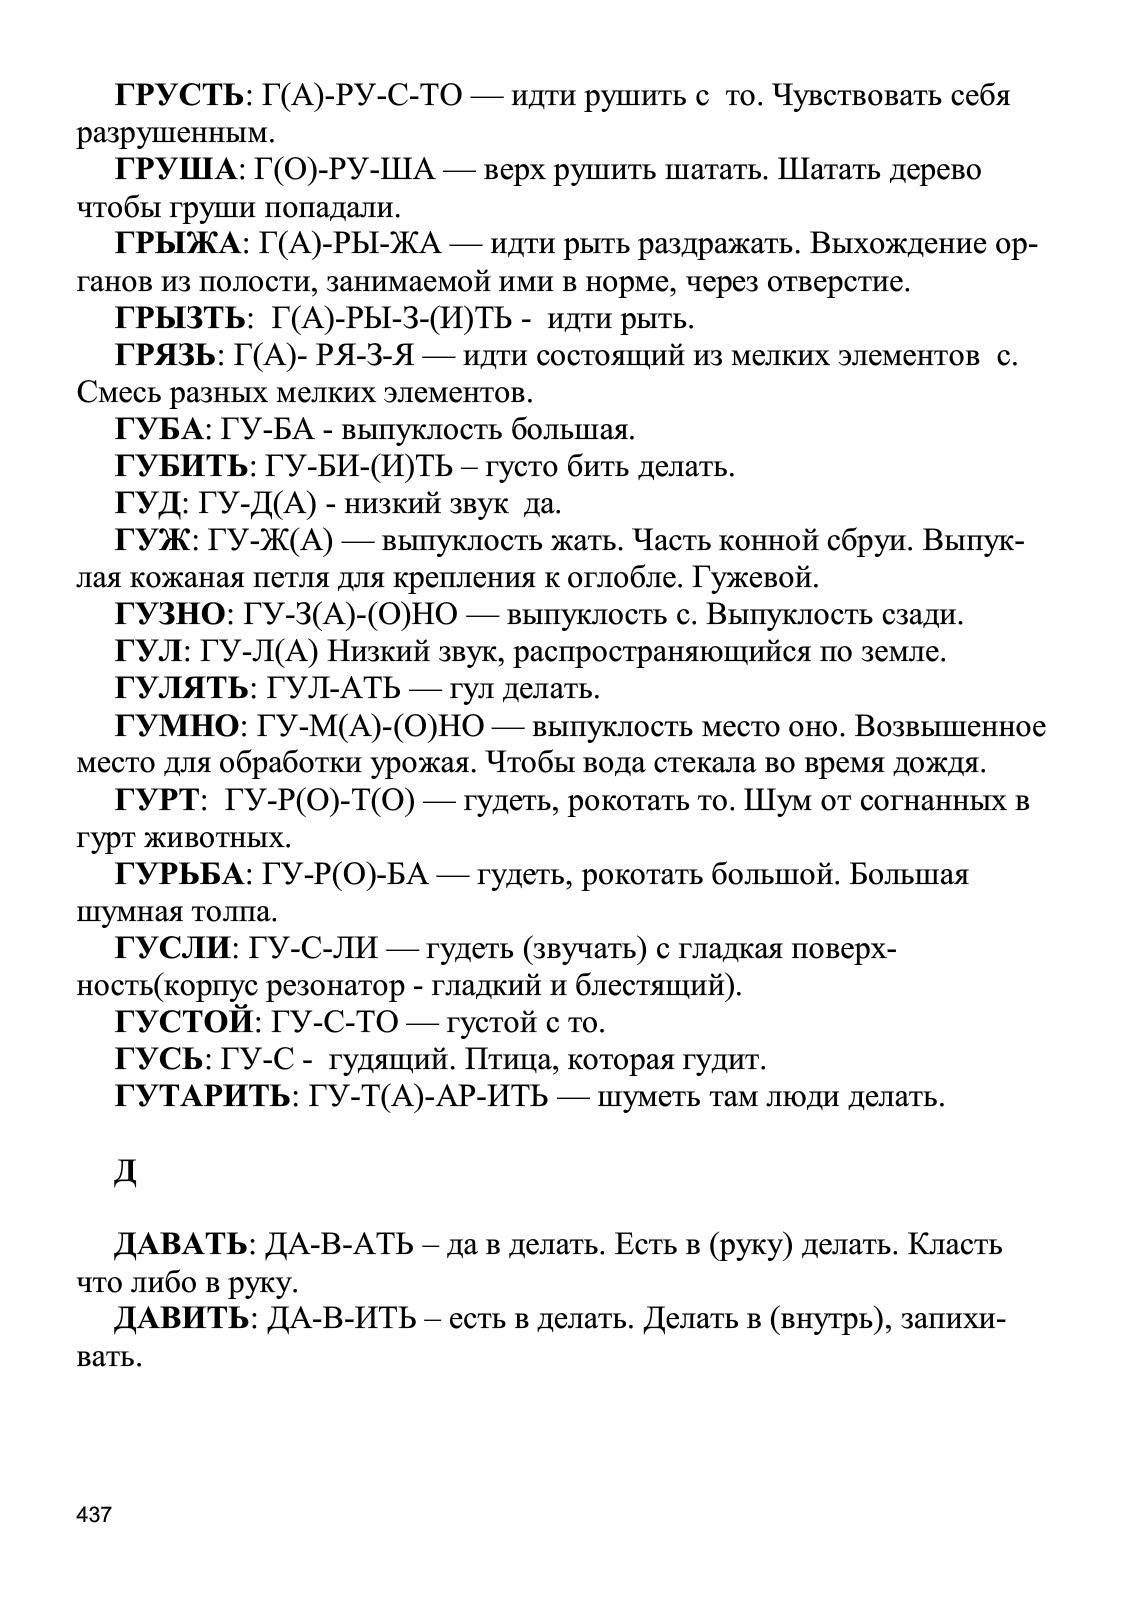 ГРУСТЬ: Г(А)-РУ-С-ТО — идти рушить с  то. Чувствовать себя
разрушенным.
ГРУША: Г(О)-РУ-ША — верх рушить шатать. Шатать дерево
чтобы груши попадали.
ГРЫЖА: Г(А)-РЫ-ЖА — идти рыть раздражать. Выхождение ор-
ганов из полости, занимаемой ими в норме, через отверстие.
ГРЫЗТЬ:  Г(А)-РЫ-З-(И)ТЬ -  идти рыть.
ГРЯЗЬ: Г(А)- РЯ-З-Я — идти состоящий из мелких элементов  с.
Смесь разных мелких элементов.
ГУБА: ГУ-БА - выпуклость большая.
ГУБИТЬ: ГУ-БИ-(И)ТЬ – густо бить делать.
ГУД: ГУ-Д(А) - низкий звук  да.
ГУЖ: ГУ-Ж(А) — выпуклость жать. Часть конной сбруи. Выпук-
лая кожаная петля для крепления к оглобле. Гужевой.
ГУЗНО: ГУ-З(А)-(О)НО — выпуклость с. Выпуклость сзади.
ГУЛ: ГУ-Л(А) Низкий звук, распространяющийся по земле.
ГУЛЯТЬ: ГУЛ-АТЬ — гул делать.
ГУМНО: ГУ-М(А)-(О)НО — выпуклость место оно. Возвышенное
место для обработки урожая. Чтобы вода стекала во время дождя.
ГУРТ:  ГУ-Р(О)-Т(О) — гудеть, рокотать то. Шум от согнанных в
гурт животных.
ГУРЬБА: ГУ-Р(О)-БА — гудеть, рокотать большой. Большая
шумная толпа.
ГУСЛИ: ГУ-С-ЛИ — гудеть (звучать) с гладкая поверх-
ность(корпус резонатор - гладкий и блестящий).
ГУСТОЙ: ГУ-С-ТО — густой с то.
ГУСЬ: ГУ-С -  гудящий. Птица, которая гудит.
ГУТАРИТЬ: ГУ-Т(А)-АР-ИТЬ — шуметь там люди делать.
Д
ДАВАТЬ: ДА-В-АТЬ – да в делать. Есть в (руку) делать. Класть
что либо в руку.
ДАВИТЬ: ДА-В-ИТЬ – есть в делать. Делать в (внутрь), запихи-
вать.
437